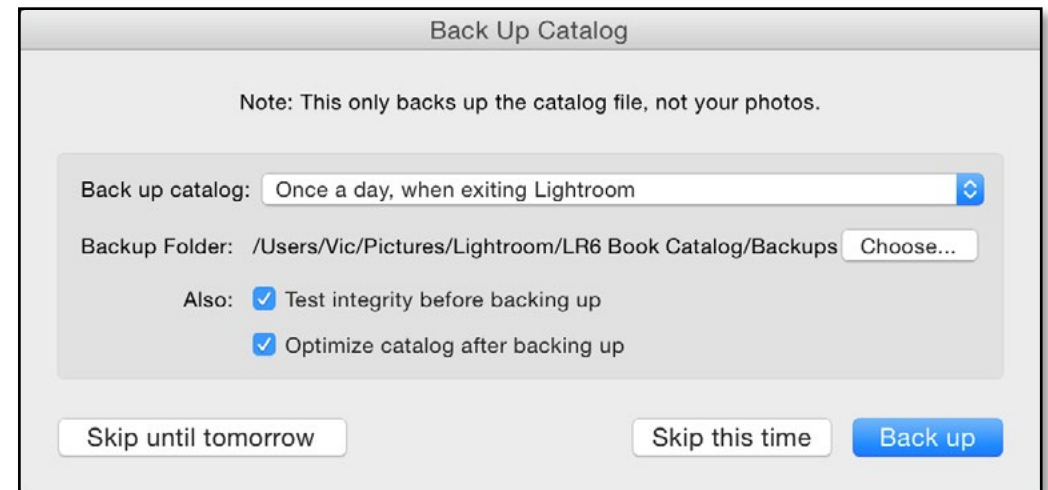 Back Up Catalog
Note: This only backs up the catalog file, not your photos.
Back up catalog: Once a day, when exiting Lightroom
Backup Folder: /Users/Vic/Pictures/Lightroom/LR6 Book Catalog/Backups Choose...
Also: Test integrity before backing up
Optimize catalog after backing up
Skip until tomorrow Skip this time Back up